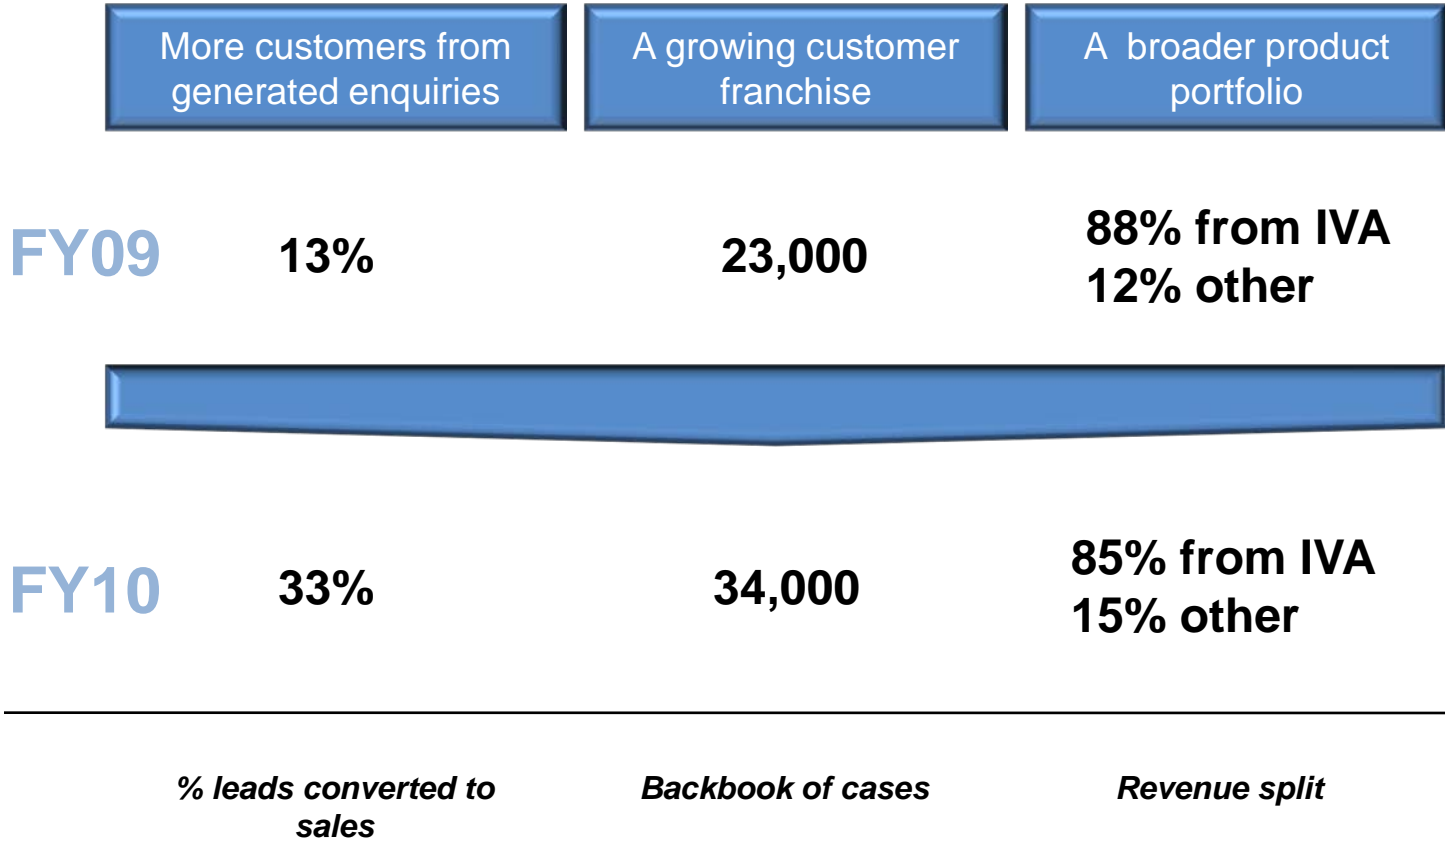 More customers from
generated enquiries
A growing customer
franchise
A broader product
portfolio
FY09
13%
23,000
88% from IVA
12% other
FY10
33%
34,000
85% from IVA
15% other
% leads converted to
sales
Backbook of cases
Revenue split